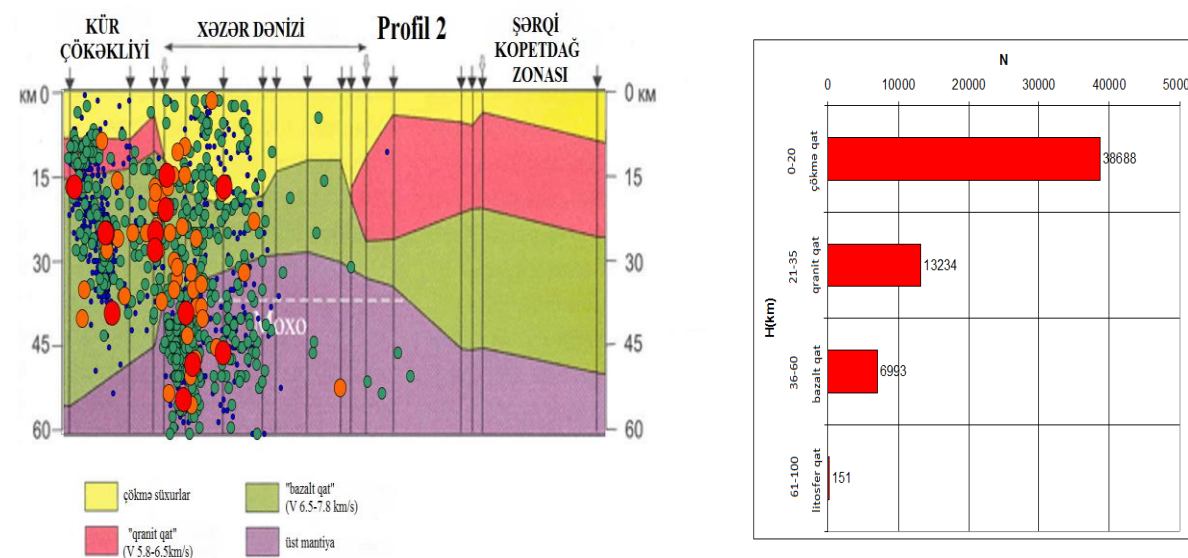 KÜR
ÇÖKƏKLİYİ
XƏZƏR DƏNİZİ
Profil 2
ŞƏRQİ
KOPETDAĞ
ZONASI
КМ 0
15
30
45
60
0 КМ
15
30
45
60
Мохо
çökmə süxurlar
"qranit qat"
(V 5.8-6.5km/s)
"bazalt qat"
(V 6.5-7.8 km/s)
üst mantiya
N
0
10000
20000
30000
40000
5000
H(km)
0-20
çökmə qat
38688
21-35
qranit qat
13234
36-60
bazalt qat
6993
61-100
litosfer qat
151